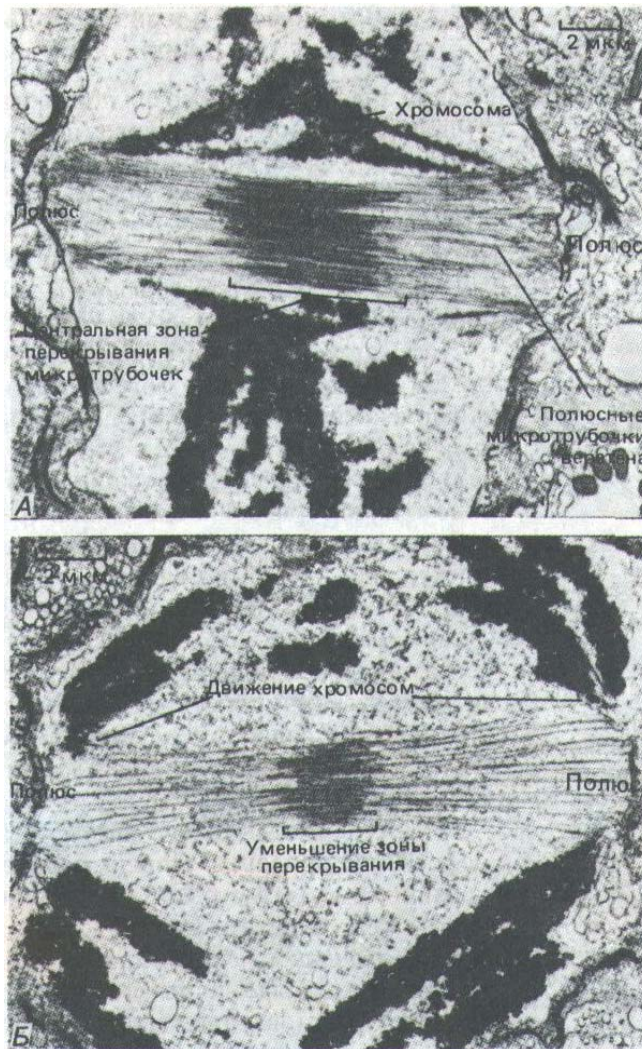 2 мкм
Хромосома
Полюс
Полюс
Центральная зона
перекрывания
микротрубочек
Полюсные
микротрубочки
веретена
А
2 мкм
Движение хромосом
Полюс
Полюс
Уменьшение зоны
перекрывания
Б